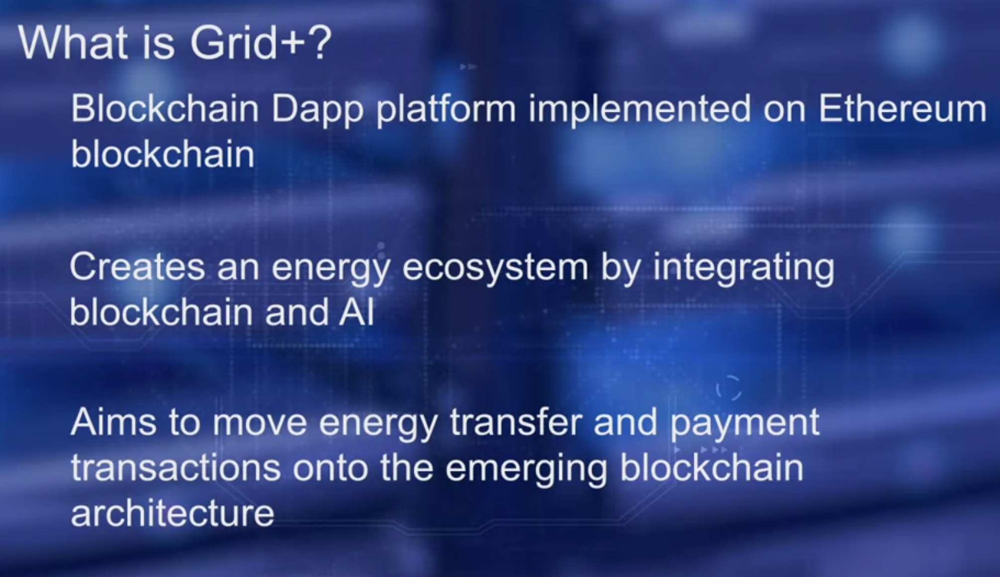 What is Grid+?
Blockchain Dapp platform implemented on Ethereum
blockchain
Creates an energy ecosystem by integrating
blockchain and AI
Aims to move energy transfer and payment
transactions onto the emerging blockchain
architecture